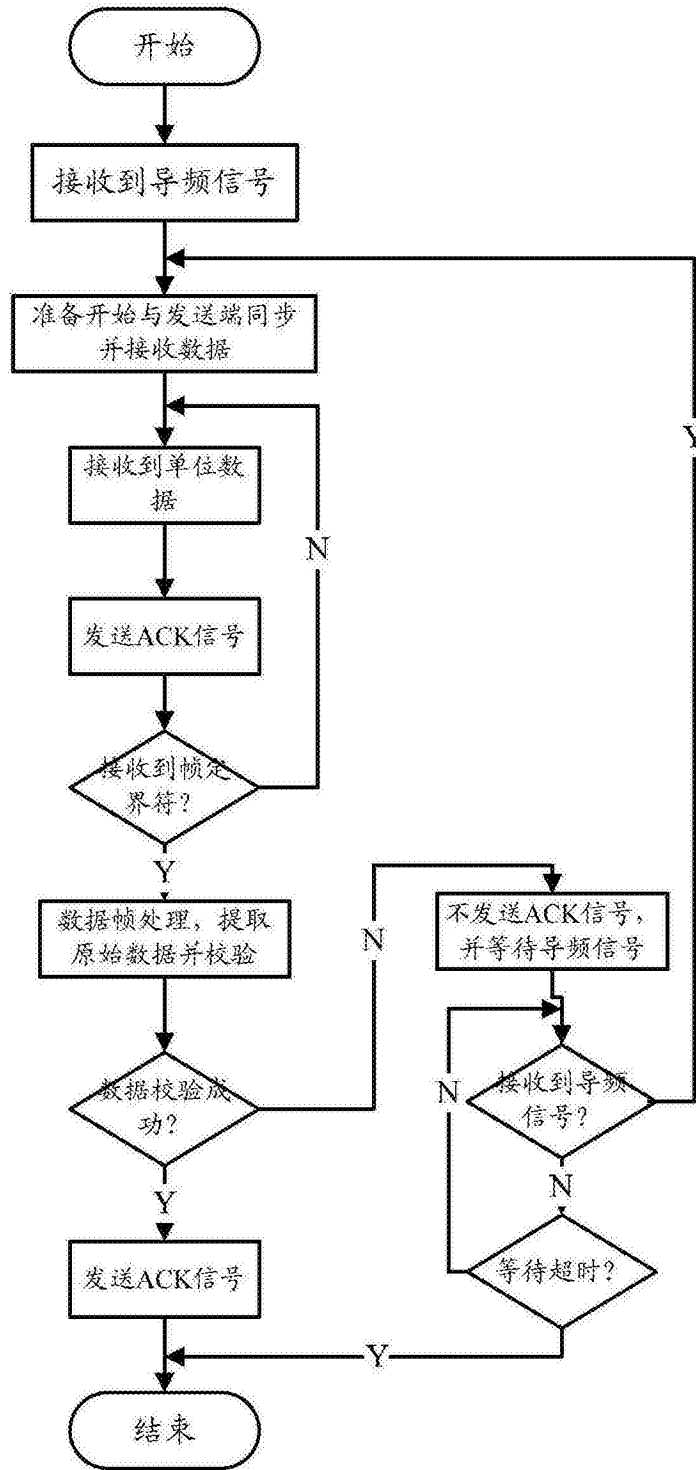 开始
接收到导频信号
准备开始与发送端同步
并接收数据
Y
接收到单位数
据
N
发送ACK信号
接收到帧定
界符?
Y
数据帧处理，提取
原始数据并校验
N
不发送ACK信号，
并等待导频信号
数据校验成
功?
N
接收到导频
信号?
Y
N
发送ACK信号
等待超时?
Y
结束